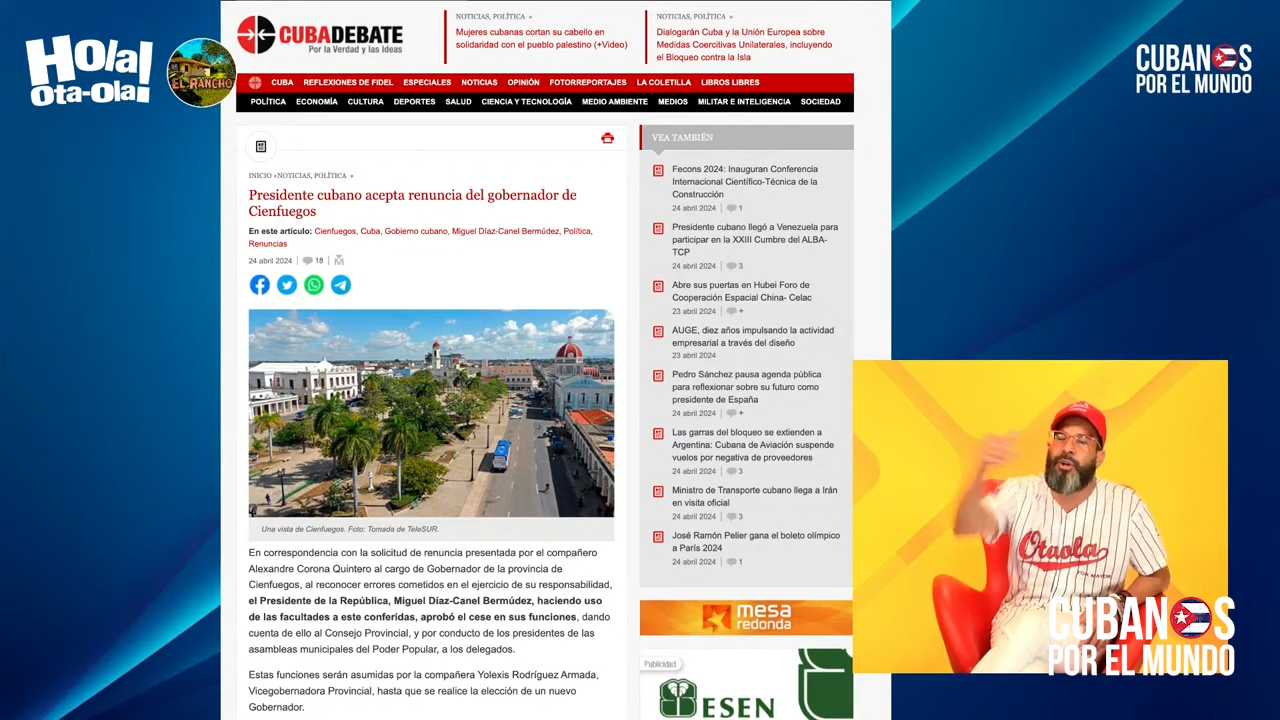 Hola!
Ota-Ola!
EL RANCHO
CUBADEBATE
Por la Verdad y las Ideas
NOTICIAS, POLÍTICA »
Mujeres cubanas cortan su cabello en
solidaridad con el pueblo palestino (+Video)
NOTICIAS, POLÍTICA »
Dialogarán Cuba y la Unión Europea sobre
Medidas Coercitivas Unilaterales, incluyendo
el Bloqueo contra la Isla
CUBANOS
POR EL MUNDO
CUBA REFLEXIONES DE FIDEL ESPECIALES NOTICIAS OPINIÓN FOTORREPORTAJES LA COLETILLA LIBROS LIBRES
POLÍTICA ECONOMÍA CULTURA DEPORTES SALUD CIENCIA Y TECNOLOGÍA MEDIO AMBIENTE MEDIOS MILITAR E INTELIGENCIA SOCIEDAD
INICIO »NOTICIAS, POLÍTICA »
Presidente cubano acepta renuncia del gobernador de
Cienfuegos
En este artículo: Cienfuegos, Cuba, Gobierno cubano, Miguel Díaz-Canel Bermúdez, Política,
Renuncias
24 abril 2024 | 18 |
Una vista de Cienfuegos. Foto: Tomada de TeleSUR.
En correspondencia con la solicitud de renuncia presentada por el compañero
Alexandre Corona Quintero al cargo de Gobernador de la provincia de
Cienfuegos, al reconocer errores cometidos en el ejercicio de su responsabilidad,
el Presidente de la República, Miguel Díaz-Canel Bermúdez, haciendo uso
de las facultades a este conferidas, aprobó el cese en sus funciones, dando
cuenta de ello al Consejo Provincial, y por conducto de los presidentes de las
asambleas municipales del Poder Popular, a los delegados.
Estas funciones serán asumidas por la compañera Yolexis Rodríguez Armada,
Vicegobernadora Provincial, hasta que se realice la elección de un nuevo
Gobernador.
VEA TAMBIÉN
Fecons 2024: Inauguran Conferencia
Internacional Científico-Técnica de la
Construcción
24 abril 2024 | 1
Presidente cubano llegó a Venezuela para
participar en la XXIII Cumbre del ALBA-
TCP
24 abril 2024 | 3
Abre sus puertas en Hubei Foro de
Cooperación Espacial China- Celac
23 abril 2024 | +
AUGE, diez años impulsando la actividad
empresarial a través del diseño
23 abril 2024
Pedro Sánchez pausa agenda pública
para reflexionar sobre su futuro como
presidente de España
24 abril 2024 | +
Las garras del bloqueo se extienden a
Argentina: Cubana de Aviación suspende
vuelos por negativa de proveedores
24 abril 2024 | 3
Ministro de Transporte cubano llega a Irán
en visita oficial
24 abril 2024 | 3
José Ramón Pelier gana el boleto olímpico
a París 2024
24 abril 2024 | 1
mesa
redonda
Publicidad
ESEN
Otaola
POR MAYOR
CUBANOS
POR EL MUNDO